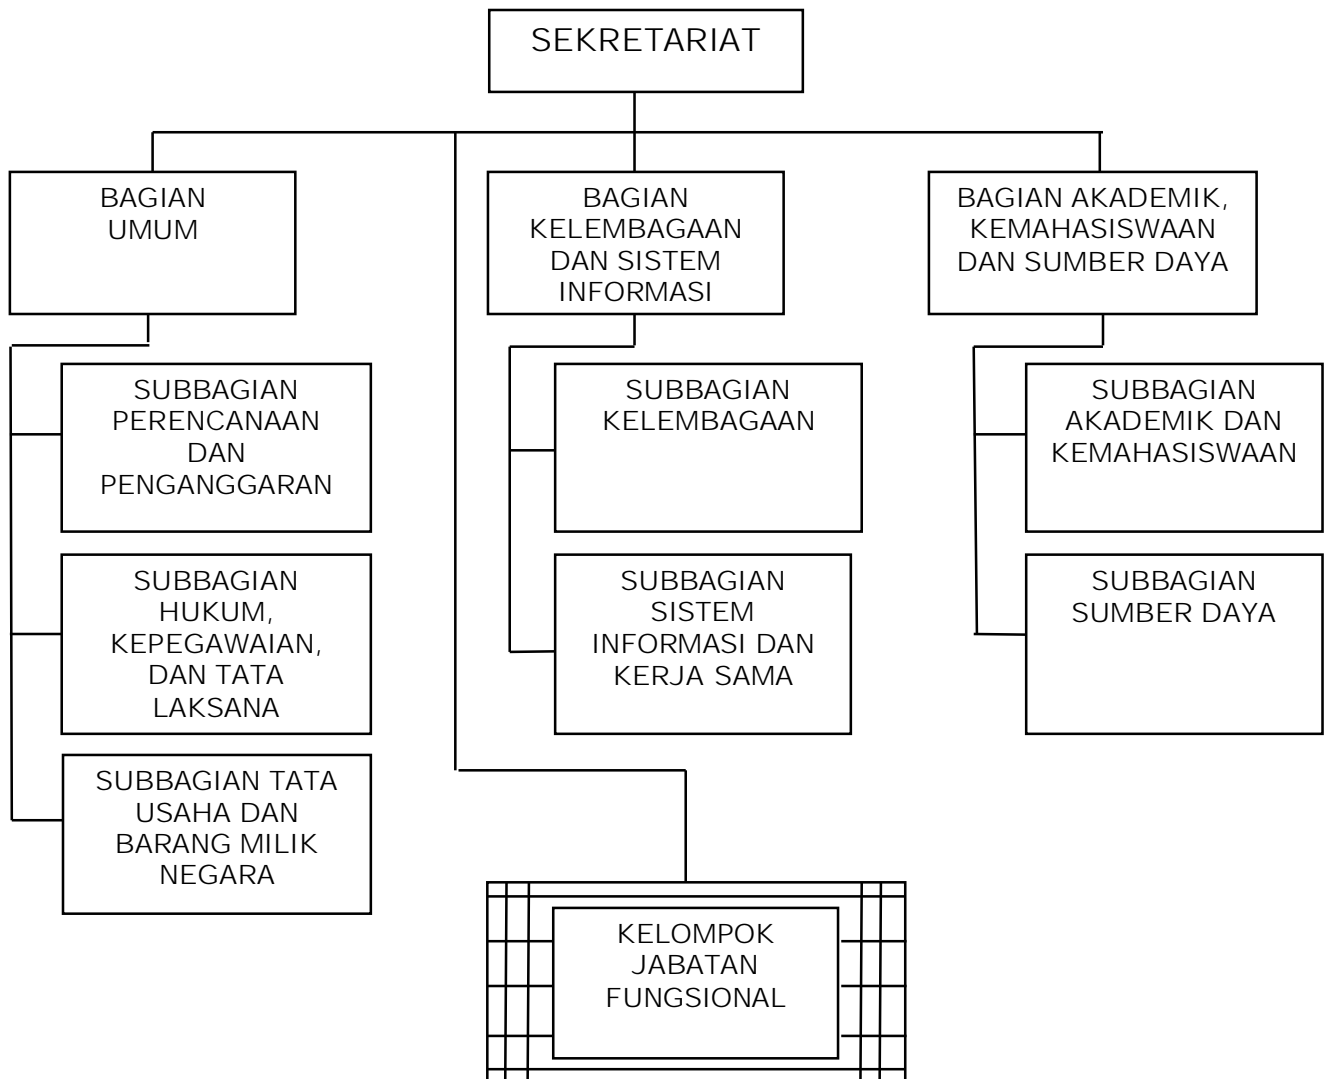 SEKRETARIAT
BAGIAN
UMUM
BAGIAN
KELEMBAGAAN
DAN SISTEM
INFORMASI
BAGIAN AKADEMIK,
KEMAHASISWAAN
DAN SUMBER DAYA
SUBBAGIAN
PERENCANAAN
DAN
PENGANGGARAN
SUBBAGIAN
KELEMBAGAAN
SUBBAGIAN
AKADEMIK DAN
KEMAHASISWAAN
SUBBAGIAN
HUKUM,
KEPEGAWAIAN,
DAN TATA
LAKSANA
SUBBAGIAN
SISTEM
INFORMASI DAN
KERJA SAMA
SUBBAGIAN
SUMBER DAYA
SUBBAGIAN TATA
USAHA DAN
BARANG MILIK
NEGARA
KELOMPOK
JABATAN
FUNGSIONAL